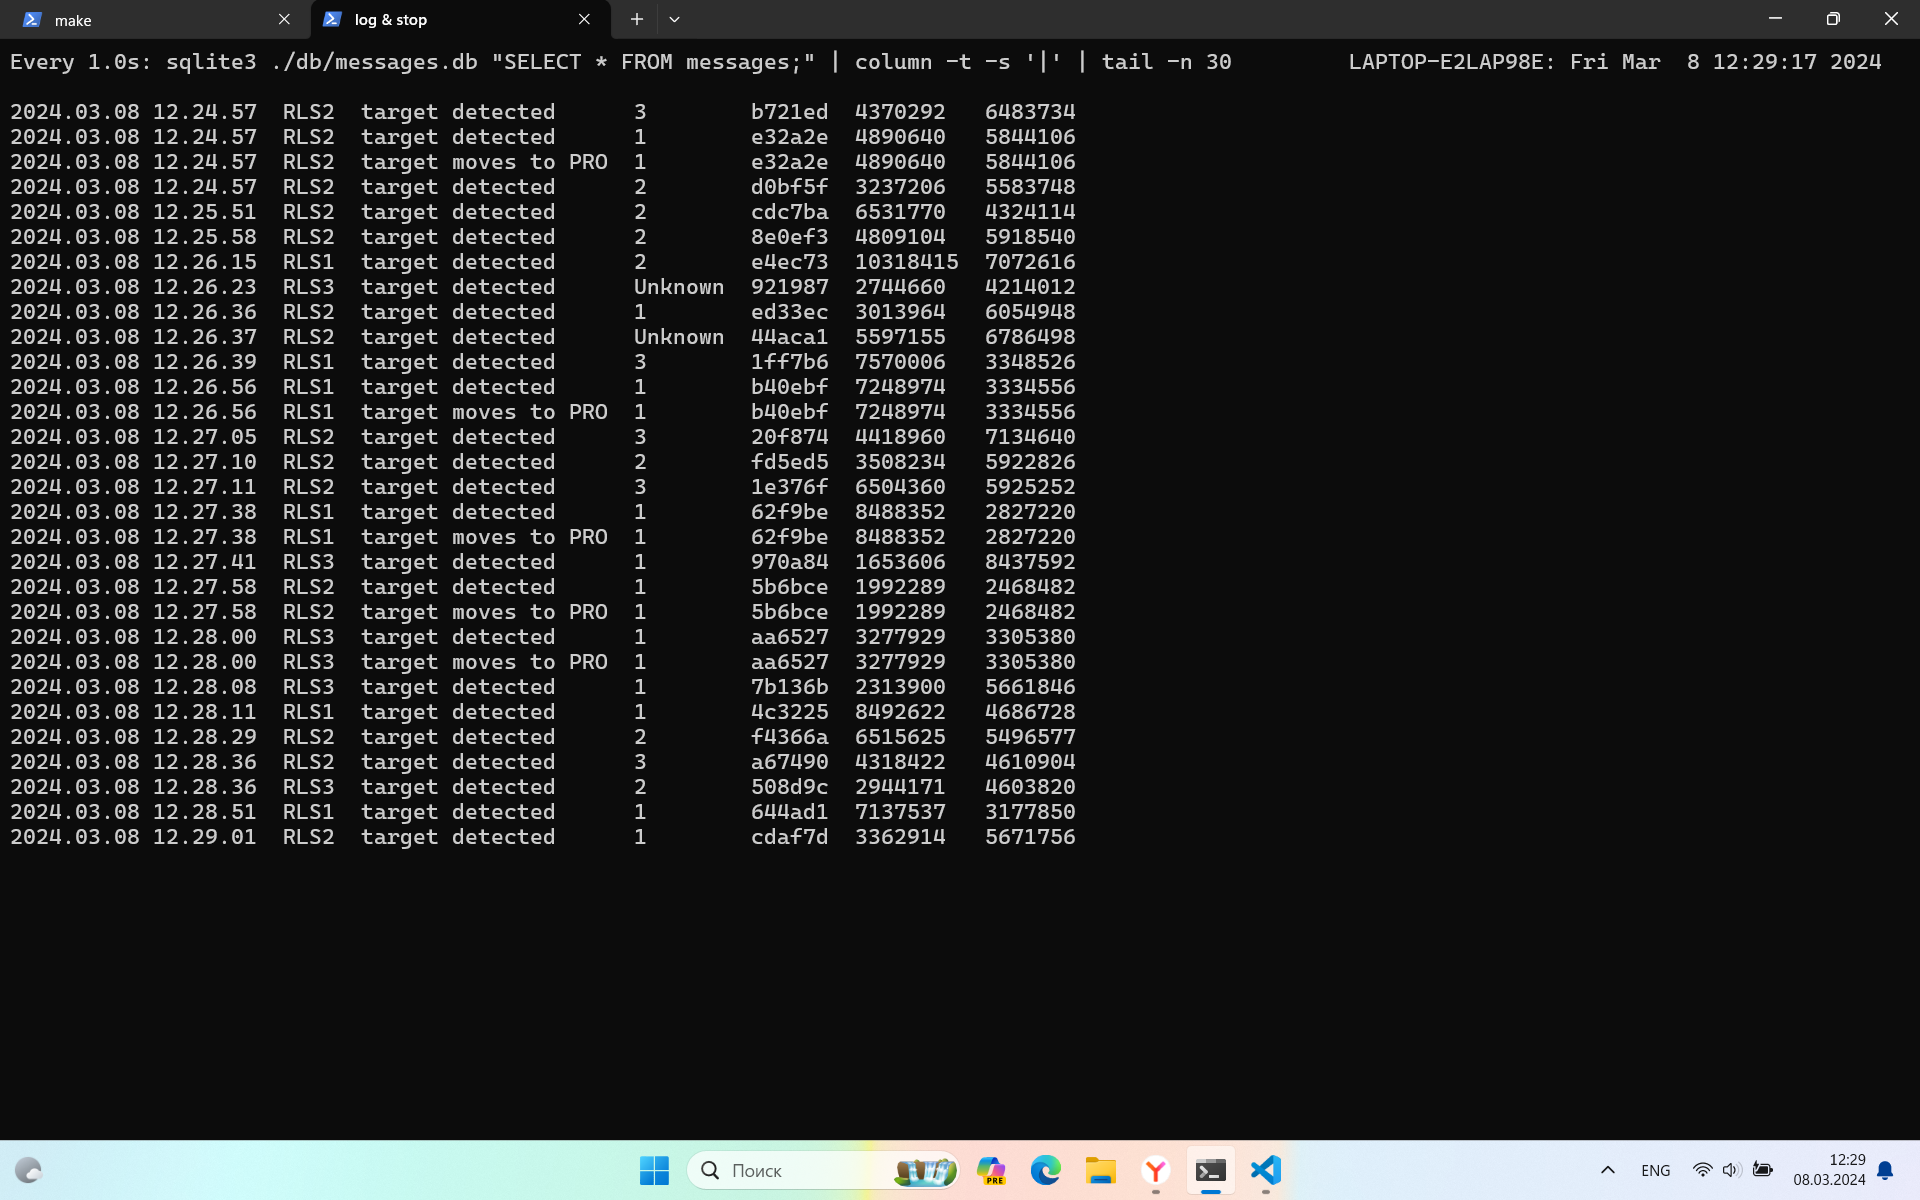 make
log & stop
Every 1.0s: sqlite3 ./db/messages.db "SELECT * FROM messages;" | column -t -s '|' | tail -n 30 LAPTOP-E2LAP98E: Fri Mar  8 12:29:17 2024
2024.03.08 12.24.57  RLS2  target detected      3        b721ed  4370292   6483734
2024.03.08 12.24.57  RLS2  target detected      1        e32a2e  4890640   5844106
2024.03.08 12.24.57  RLS2  target moves to PRO  1        e32a2e  4890640   5844106
2024.03.08 12.24.57  RLS2  target detected      2        d0bf5f  3237206   5583748
2024.03.08 12.25.51  RLS2  target detected      2        cdc7ba  6531770   4324114
2024.03.08 12.25.58  RLS2  target detected      2        8e0ef3  4809104   5918540
2024.03.08 12.26.15  RLS1  target detected      2        e4ec73  10318415  7072616
2024.03.08 12.26.23  RLS3  target detected      Unknown  921987  2744660   4214012
2024.03.08 12.26.36  RLS2  target detected      1        ed33ec  3013964   6054948
2024.03.08 12.26.37  RLS2  target detected      Unknown  44aca1  5597155   6786498
2024.03.08 12.26.39  RLS1  target detected      3        1ff7b6  7570006   3348526
2024.03.08 12.26.56  RLS1  target detected      1        b40ebf  7248974   3334556
2024.03.08 12.26.56  RLS1  target moves to PRO  1        b40ebf  7248974   3334556
2024.03.08 12.27.05  RLS2  target detected      3        20f874  4418960   7134640
2024.03.08 12.27.10  RLS2  target detected      2        fd5ed5  3508234   5922826
2024.03.08 12.27.11  RLS2  target detected      3        1e376f  6504360   5925252
2024.03.08 12.27.38  RLS1  target detected      1        62f9be  8488352   2827220
2024.03.08 12.27.38  RLS1  target moves to PRO  1        62f9be  8488352   2827220
2024.03.08 12.27.41  RLS3  target detected      1        970a84  1653606   8437592
2024.03.08 12.27.58  RLS2  target detected      1        5b6bce  1992289   2468482
2024.03.08 12.27.58  RLS2  target moves to PRO  1        5b6bce  1992289   2468482
2024.03.08 12.28.00  RLS3  target detected      1        aa6527  3277929   3305380
2024.03.08 12.28.00  RLS3  target moves to PRO  1        aa6527  3277929   3305380
2024.03.08 12.28.08  RLS3  target detected      1        7b136b  2313900   5661846
2024.03.08 12.28.11  RLS1  target detected      1        4c3225  8492622   4686728
2024.03.08 12.28.29  RLS2  target detected      2        f4366a  6515625   5496577
2024.03.08 12.28.36  RLS2  target detected      3        a67490  4318422   4610904
2024.03.08 12.28.36  RLS3  target detected      2        508d9c  2944171   4603820
2024.03.08 12.28.51  RLS1  target detected      1        644ad1  7137537   3177850
2024.03.08 12.29.01  RLS2  target detected      1        cdaf7d  3362914   5671756
Поиск
PRE
ENG
12:29
08.03.2024